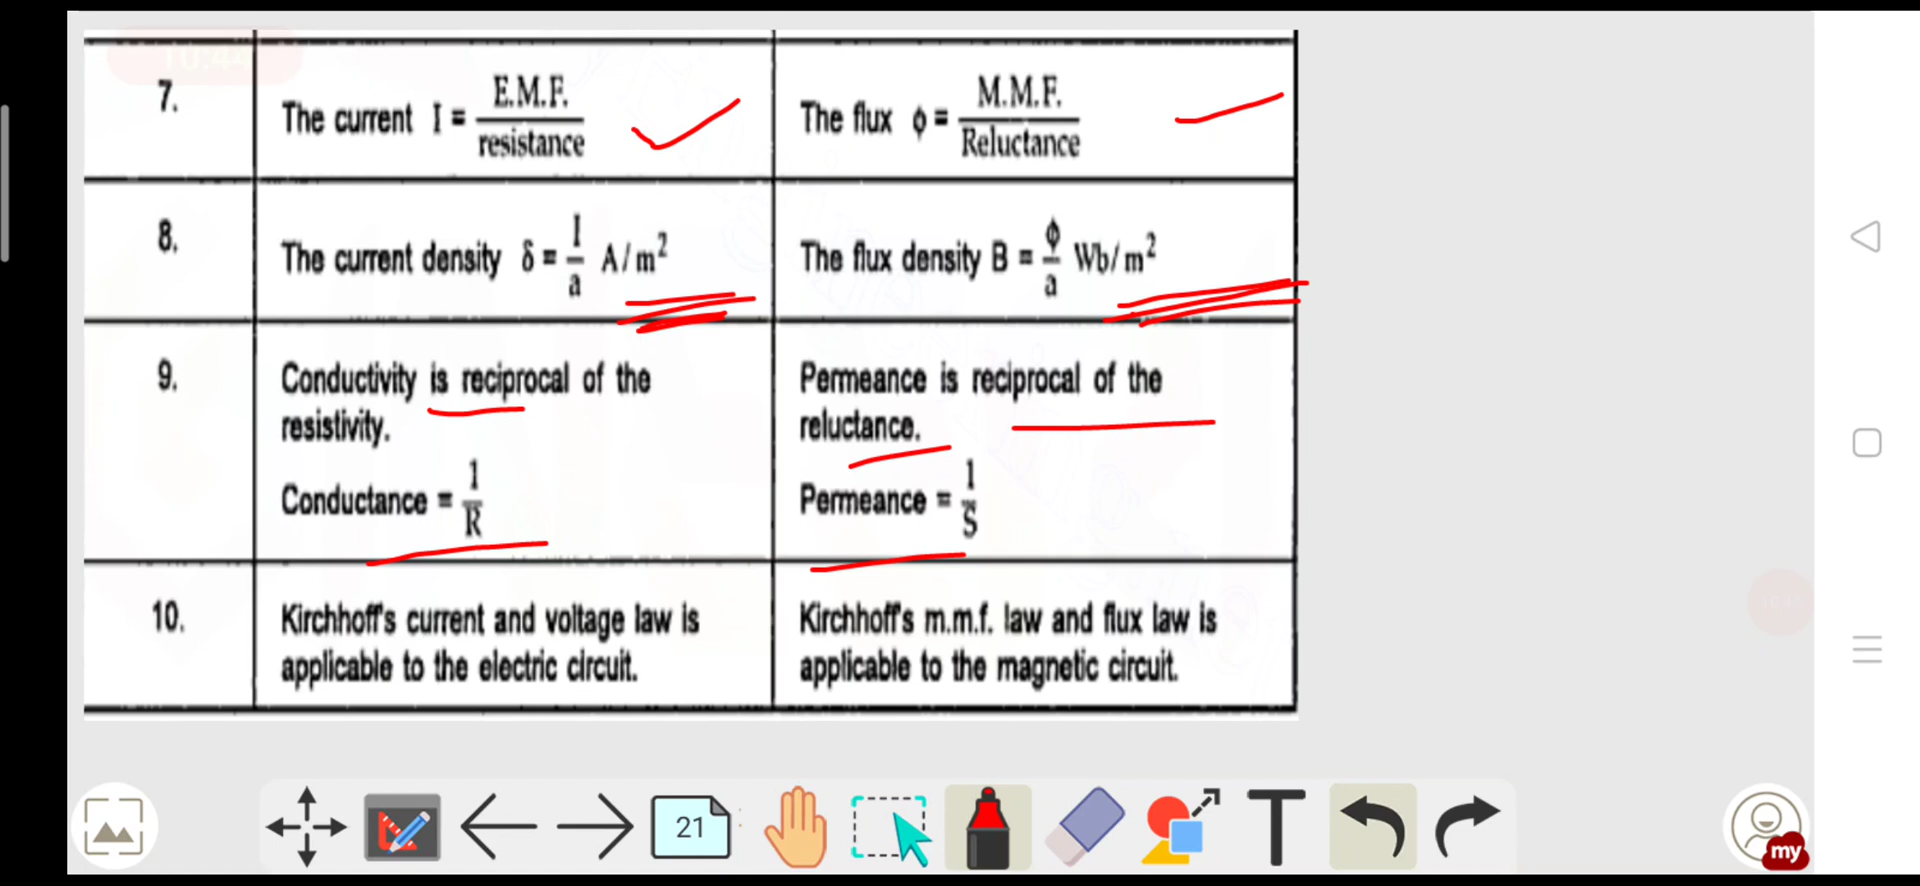 7.
The current I = E.M.F. / resistance
The flux ϕ = M.M.F. / Reluctance
8.
The current density δ = I / a A/m²
The flux density B = ϕ / a Wb/m²
9.
Conductivity is reciprocal of the
resistivity.
Conductance = 1 / R
Permeance is reciprocal of the
reluctance.
Permeance = 1 / S
10.
Kirchhoff's current and voltage law is
applicable to the electric circuit.
Kirchhoff's m.m.f. law and flux law is
applicable to the magnetic circuit.
21
T
my